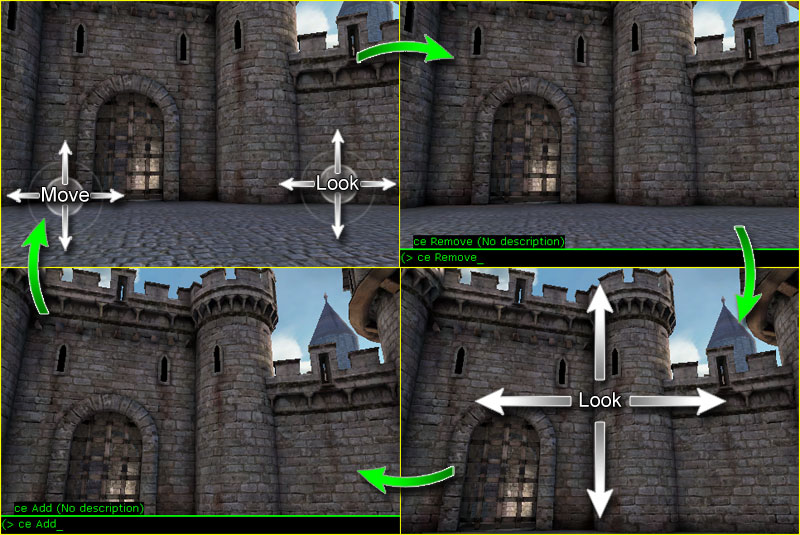 Move
Look
ce Remove (No description)
(> ce Remove_
Look
ce Add (No description)
(> ce Add_